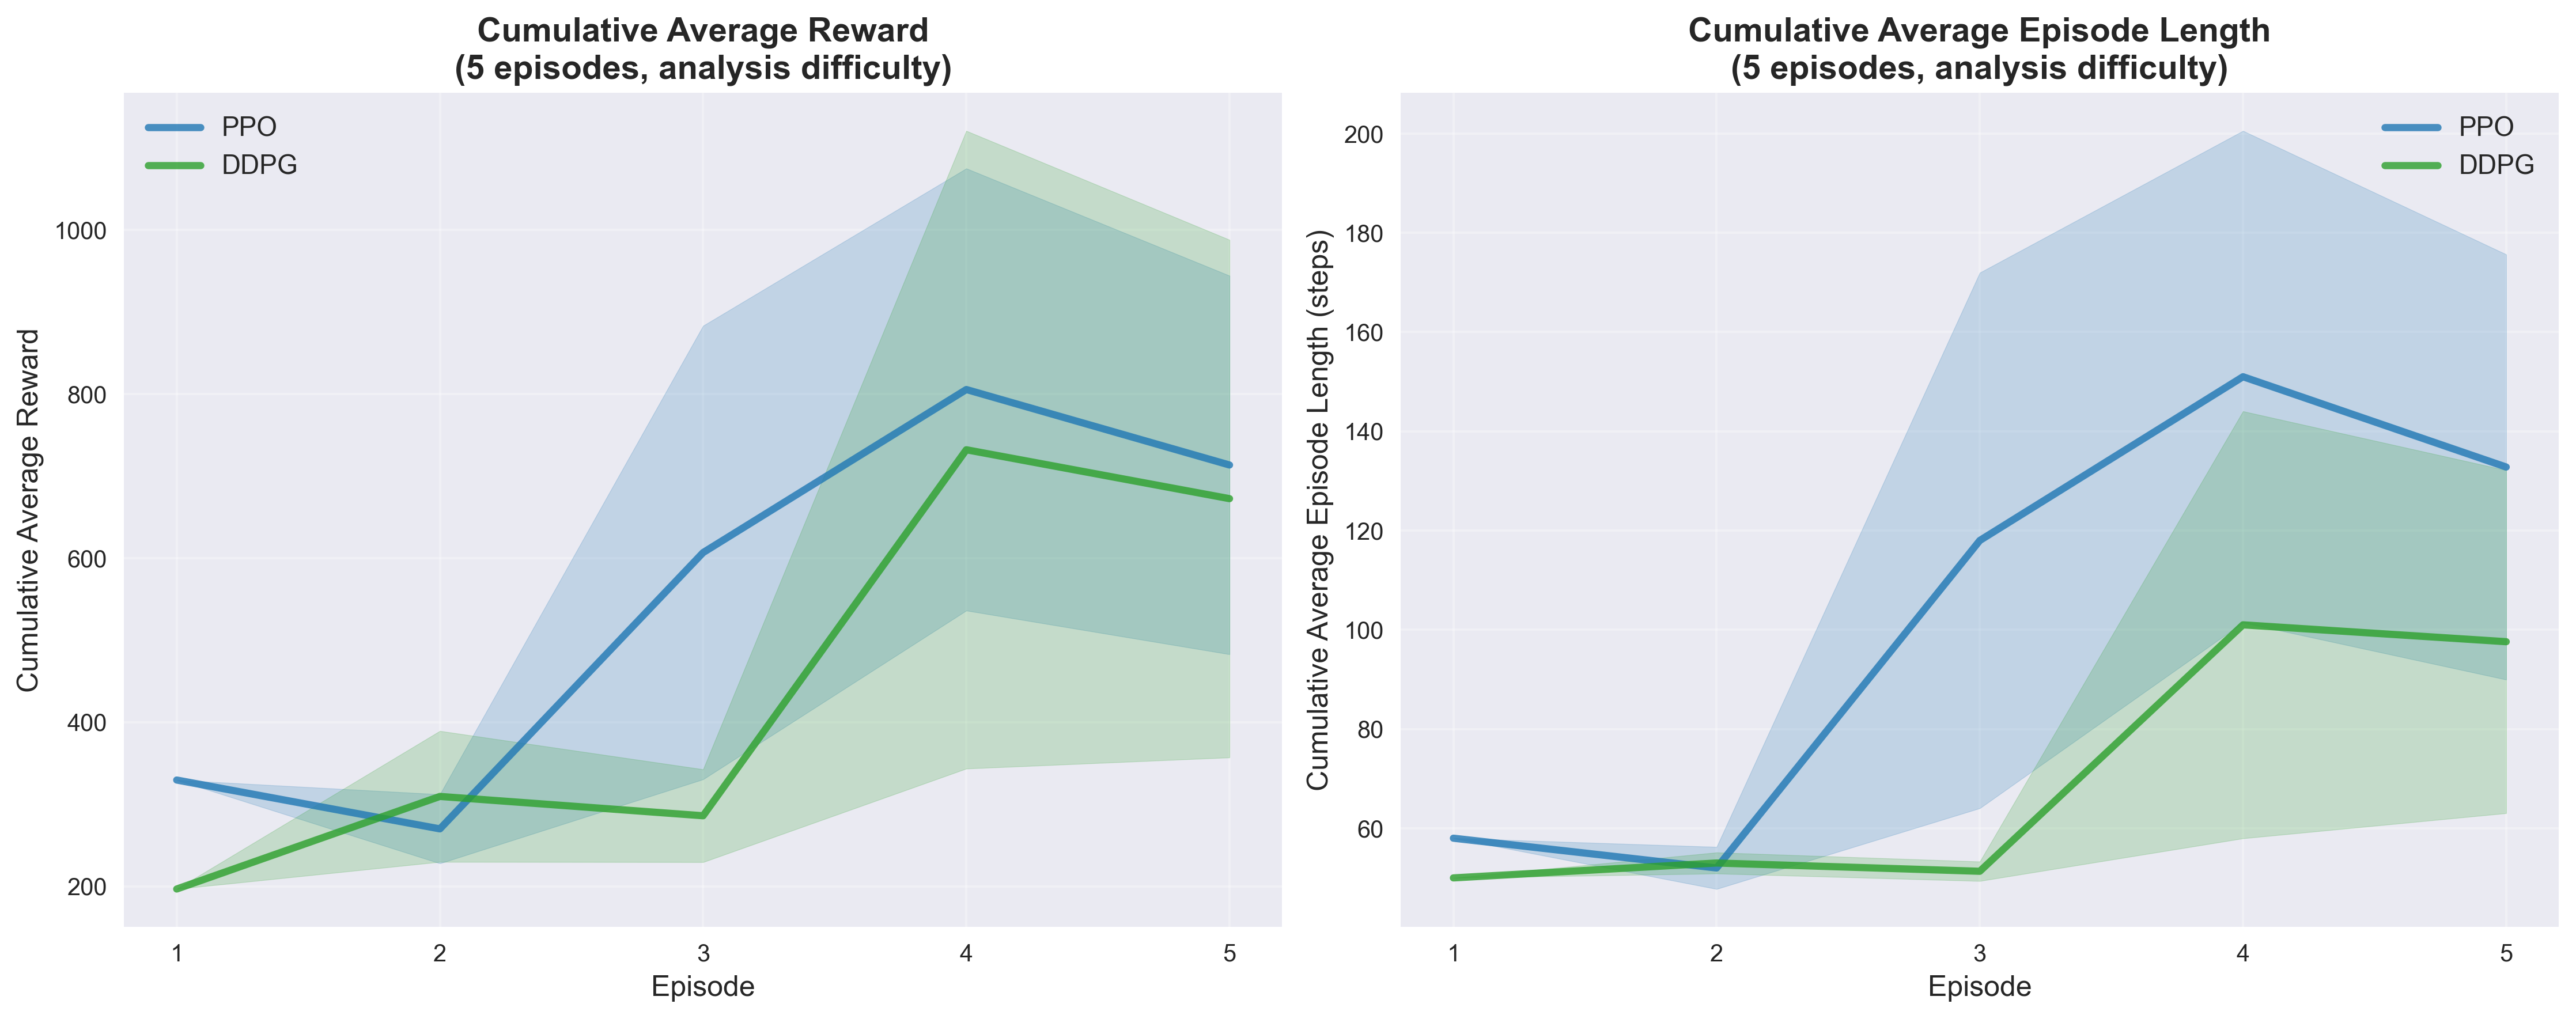 Cumulative Average Reward
(5 episodes, analysis difficulty)
PPO
DDPG
Cumulative Average Reward
1000
800
600
400
200
1 2 3 4 5
Episode
Cumulative Average Episode Length
(5 episodes, analysis difficulty)
PPO
DDPG
Cumulative Average Episode Length (steps)
200
180
160
140
120
100
80
60
1 2 3 4 5
Episode